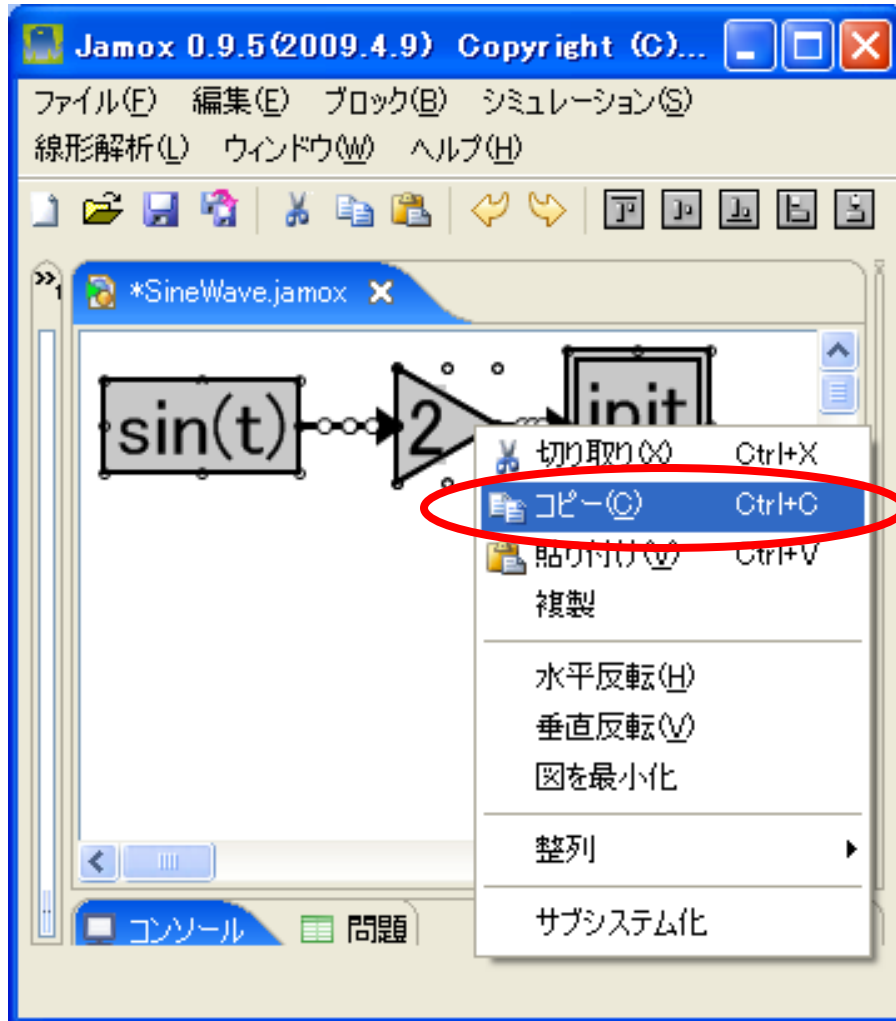 Jamox 0.9.5(2009.4.9) Copyright (C)...
ファイル(F) 編集(E) ブロック(B) シミュレーション(S)
線形解析(L) ウィンドウ(W) ヘルプ(H)
»1 *SineWave.jamox
sin(t) 2 init
切り取り(X) Ctrl+X
コピー(C) Ctrl+C
貼り付け(V) Ctrl+V
複製
水平反転(H)
垂直反転(V)
図を最小化
整列
サブシステム化
コンソール 問題